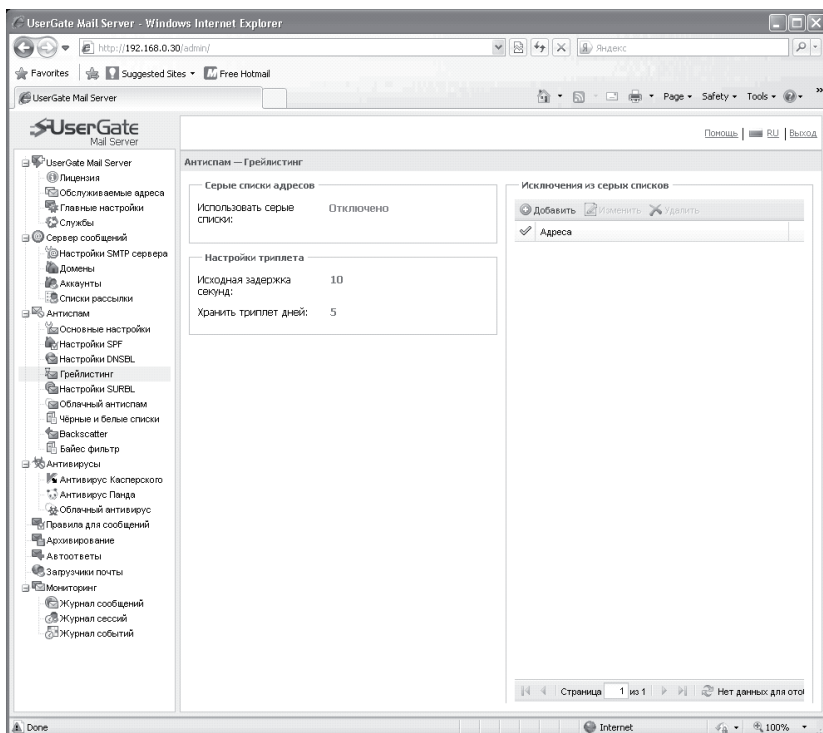 UserGate Mail Server - Windows Internet Explorer
http://192.168.0.30/admin/
Яндекс
Favorites Suggested Sites Free Hotmail
UserGate Mail Server
Page Safety Tools
UserGate
Mail Server
Помощь RU Выход
UserGate Mail Server
Лицензия
Обслуживаемые адреса
Главные настройки
Службы
Сервер сообщений
Настройки SMTP сервера
Домены
Аккаунты
Списки рассылки
Антиспам
Основные настройки
Настройки SPF
Настройки DNSBL
Грейлистинг
Настройки SURBL
Облачный антиспам
Чёрные и белые списки
Backscatter
Байес фильтр
Антивирусы
Антивирус Касперского
Антивирус Панда
Облачный антивирус
Правила для сообщений
Архивирование
Автоответы
Загрузчики почты
Мониторинг
Журнал сообщений
Журнал сессий
Журнал событий
Антиспам — Грейлистинг
Серые списки адресов
Использовать серые
списки:
Отключено
Настройки триплета
Исходная задержка
секунд:
10
Хранить триплет дней: 5
Исключения из серых списков
Добавить Изменить Удалить
Адреса
Страница 1 из 1 Нет данных для ото
Done Internet 100%